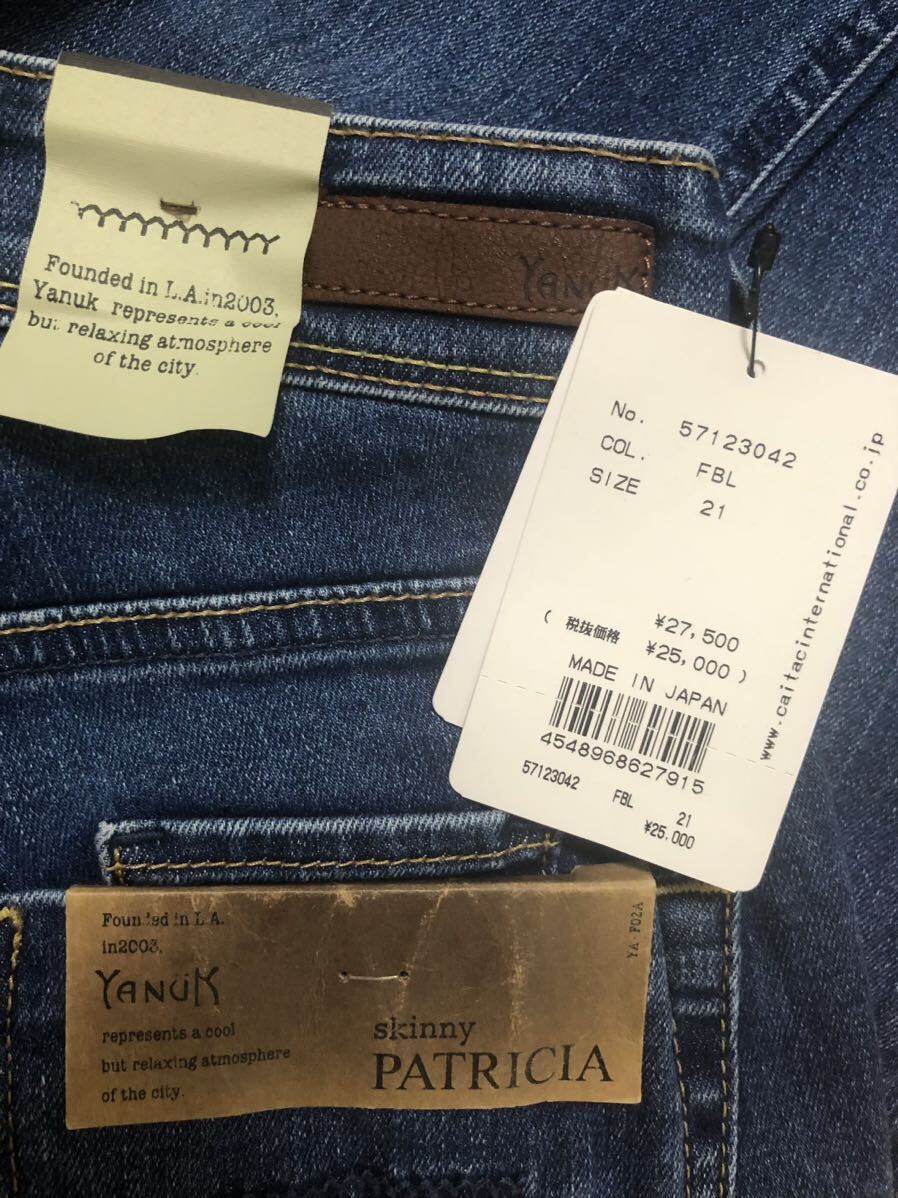 Founded in L.A.in2003,
Yanuk represents a cool
but relaxing atmosphere
of the city.
YANUK
No. 57123042
COL. FBL
SIZE 21
¥27,500
( 税抜価格 ¥25,000 )
MADE IN JAPAN
4548968627915
57123042 FBL 21
¥25,000
www.caitacinternational.co.jp
Founded in L.A.
in2003,
YANÜK
represents a cool
but relaxing atmosphere
of the city.
skinny
PATRICIA
YA-F02A